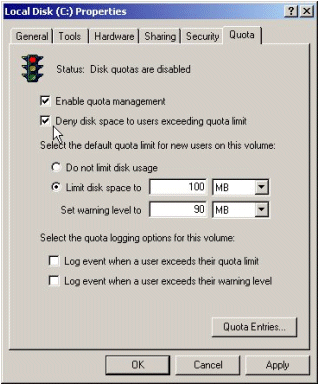 Local Disk (C:) Properties
General Tools Hardware Sharing Security Quota
Status: Disk quotas are disabled
Enable quota management
Deny disk space to users exceeding quota limit
Select the default quota limit for new users on this volume:
Do not limit disk usage
Limit disk space to 100 MB
Set warning level to 90 MB
Select the quota logging options for this volume:
Log event when a user exceeds their quota limit
Log event when a user exceeds their warning level
Quota Entries...
OK Cancel Apply